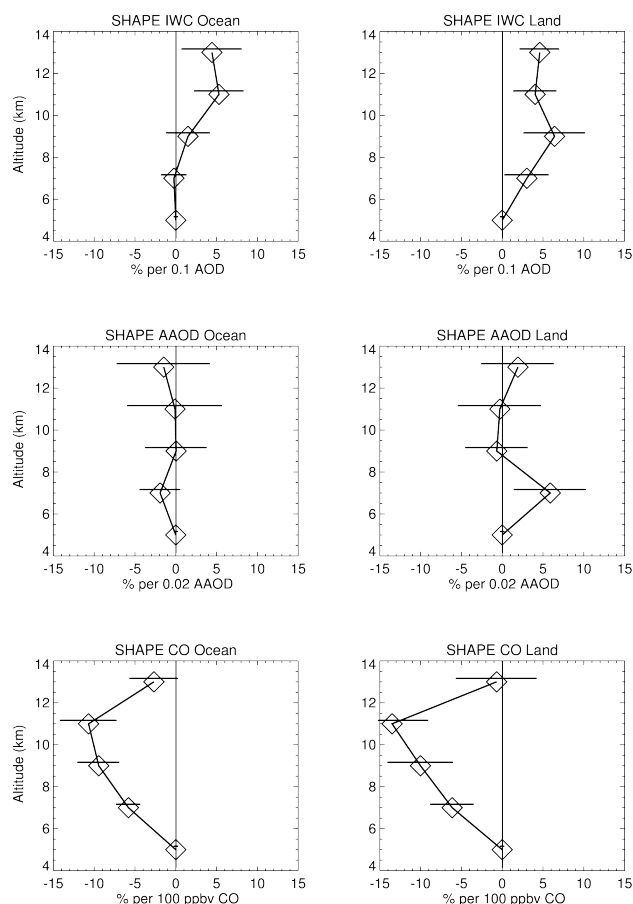 SHAPE IWC Ocean
14
12
10
8
6
4
Altitude (km)
-15 -10 -5 0 5 10 15
% per 0.1 AOD
SHAPE IWC Land
14
12
10
8
6
4
-15 -10 -5 0 5 10 15
% per 0.1 AOD
SHAPE AAOD Ocean
14
12
10
8
6
4
Altitude (km)
-15 -10 -5 0 5 10 15
% per 0.02 AAOD
SHAPE AAOD Land
14
12
10
8
6
4
-15 -10 -5 0 5 10 15
% per 0.02 AAOD
SHAPE CO Ocean
14
12
10
8
6
4
Altitude (km)
-15 -10 -5 0 5 10 15
% per 100 ppbv CO
SHAPE CO Land
14
12
10
8
6
4
-15 -10 -5 0 5 10 15
% per 100 ppbv CO